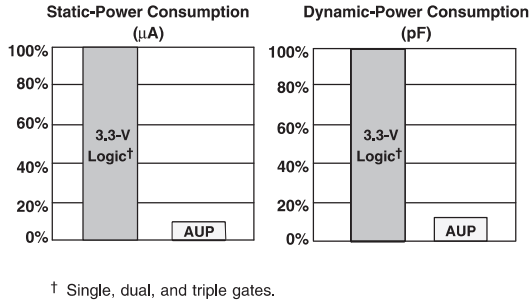 Static-Power Consumption
(μA)
100%
80%
60%
40%
20%
0%
3.3-V
Logic†
AUP
Dynamic-Power Consumption
(pF)
100%
80%
60%
40%
20%
0%
3.3-V
Logic†
AUP
† Single, dual, and triple gates.